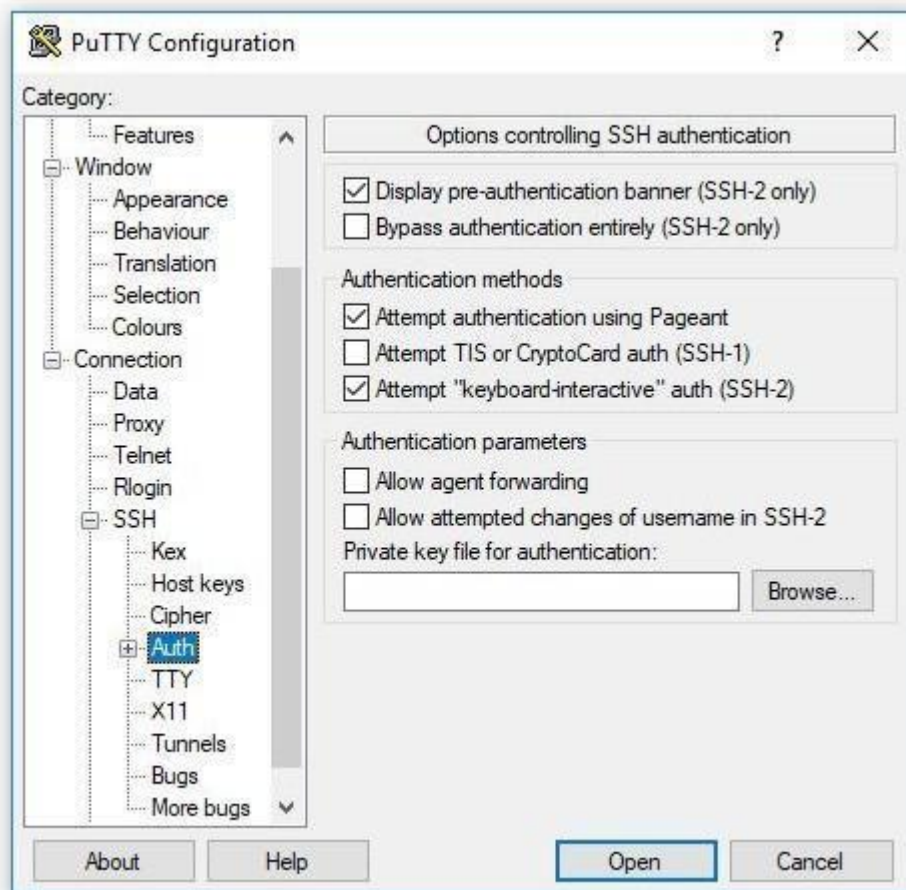 PuTTY Configuration
?
Category:
Features
Window
Appearance
Behaviour
Translation
Selection
Colours
Connection
Data
Proxy
Telnet
Rlogin
SSH
Kex
Host keys
Cipher
Auth
TTY
X11
Tunnels
Bugs
More bugs
Options controlling SSH authentication
Display pre-authentication banner (SSH-2 only)
Bypass authentication entirely (SSH-2 only)
Authentication methods
Attempt authentication using Pageant
Attempt TIS or CryptoCard auth (SSH-1)
Attempt "keyboard-interactive" auth (SSH-2)
Authentication parameters
Allow agent forwarding
Allow attempted changes of username in SSH-2
Private key file for authentication:
Browse...
About
Help
Open
Cancel